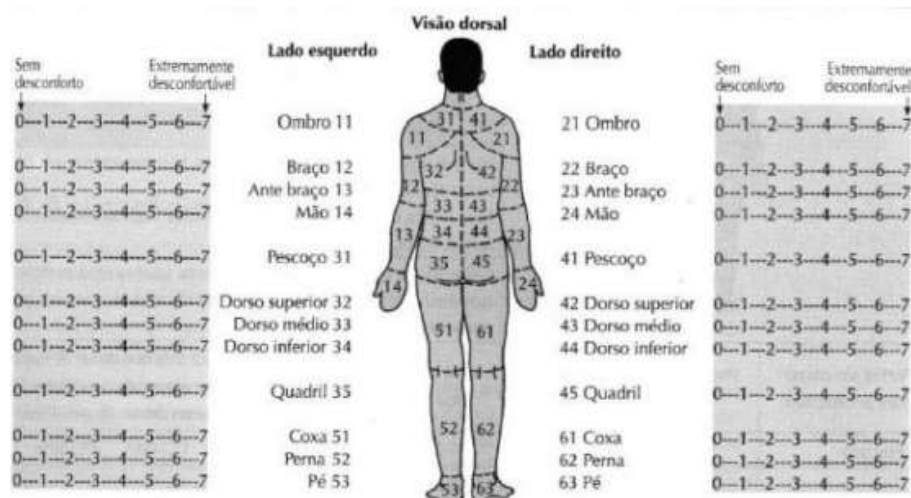 Visão dorsal
Lado esquerdo
Lado direito
Sem desconforto
Extremamente desconfortável
Sem desconforto
Extremamente desconfortável
0---1---2---3---4---5---6---7 Ombro 11 21 Ombro 0---1---2---3---4---5---6---7
0---1---2---3---4---5---6---7 Braço 12 22 Braço 0---1---2---3---4---5---6---7
0---1---2---3---4---5---6---7 Ante braço 13 23 Ante braço 0---1---2---3---4---5---6---7
0---1---2---3---4---5---6---7 Mão 14 24 Mão 0---1---2---3---4---5---6---7
0---1---2---3---4---5---6---7 Pescoço 31 41 Pescoço 0---1---2---3---4---5---6---7
0---1---2---3---4---5---6---7 Dorso superior 32 42 Dorso superior 0---1---2---3---4---5---6---7
0---1---2---3---4---5---6---7 Dorso médio 33 43 Dorso médio 0---1---2---3---4---5---6---7
0---1---2---3---4---5---6---7 Dorso inferior 34 44 Dorso inferior 0---1---2---3---4---5---6---7
0---1---2---3---4---5---6---7 Quadril 35 45 Quadril 0---1---2---3---4---5---6---7
0---1---2---3---4---5---6---7 Coxa 51 61 Coxa 0---1---2---3---4---5---6---7
0---1---2---3---4---5---6---7 Perna 52 62 Perna 0---1---2---3---4---5---6---7
0---1---2---3---4---5---6---7 Pé 53 63 Pé 0---1---2---3---4---5---6---7
31 41
11 21
32 42
12 22
33 43
13 34 44 23
35 45
14 24
51 61
52 62
53 63